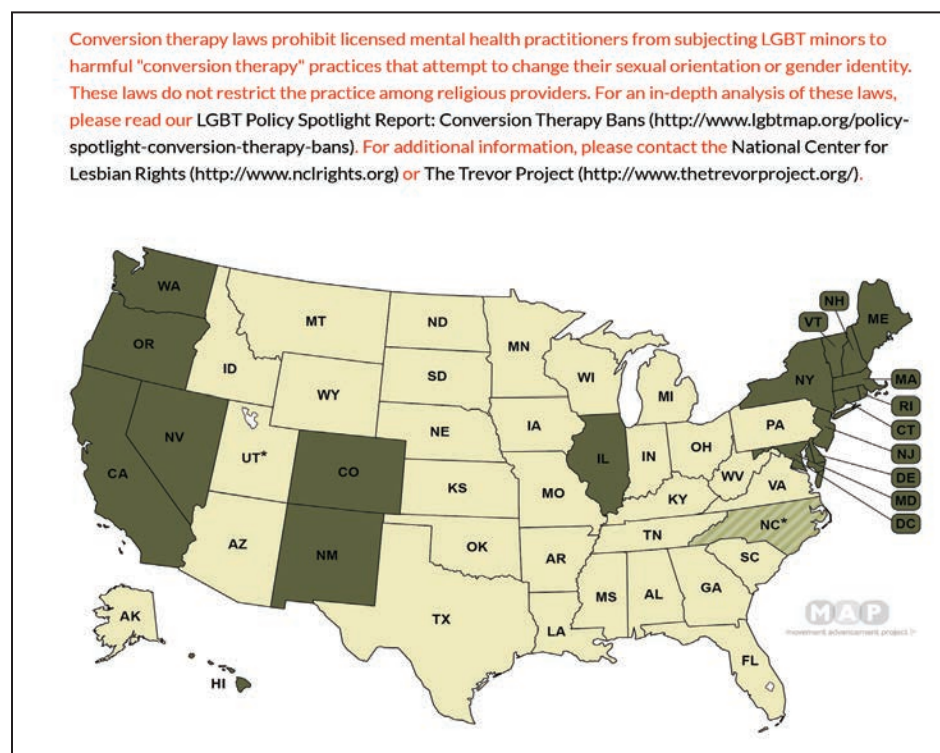 Conversion therapy laws prohibit licensed mental health practitioners from subjecting LGBT minors to
harmful "conversion therapy" practices that attempt to change their sexual orientation or gender identity.
These laws do not restrict the practice among religious providers. For an in-depth analysis of these laws,
please read our LGBT Policy Spotlight Report: Conversion Therapy Bans (http://www.lgbtmap.org/policy-
spotlight-conversion-therapy-bans). For additional information, please contact the National Center for
Lesbian Rights (http://www.nclrights.org) or The Trevor Project (http://www.thetrevorproject.org/).
WA
OR
CA
NV
ID
MT
WY
UT*
AZ
CO
NM
ND
SD
NE
KS
OK
TX
MN
IA
MO
AR
LA
WI
IL
MI
IN
OH
KY
TN
MS
AL
GA
FL
SC
NC*
VA
WV
PA
NY
VT
NH
ME
MA
RI
CT
NJ
DE
MD
DC
AK
HI
MAP
movement advancement project